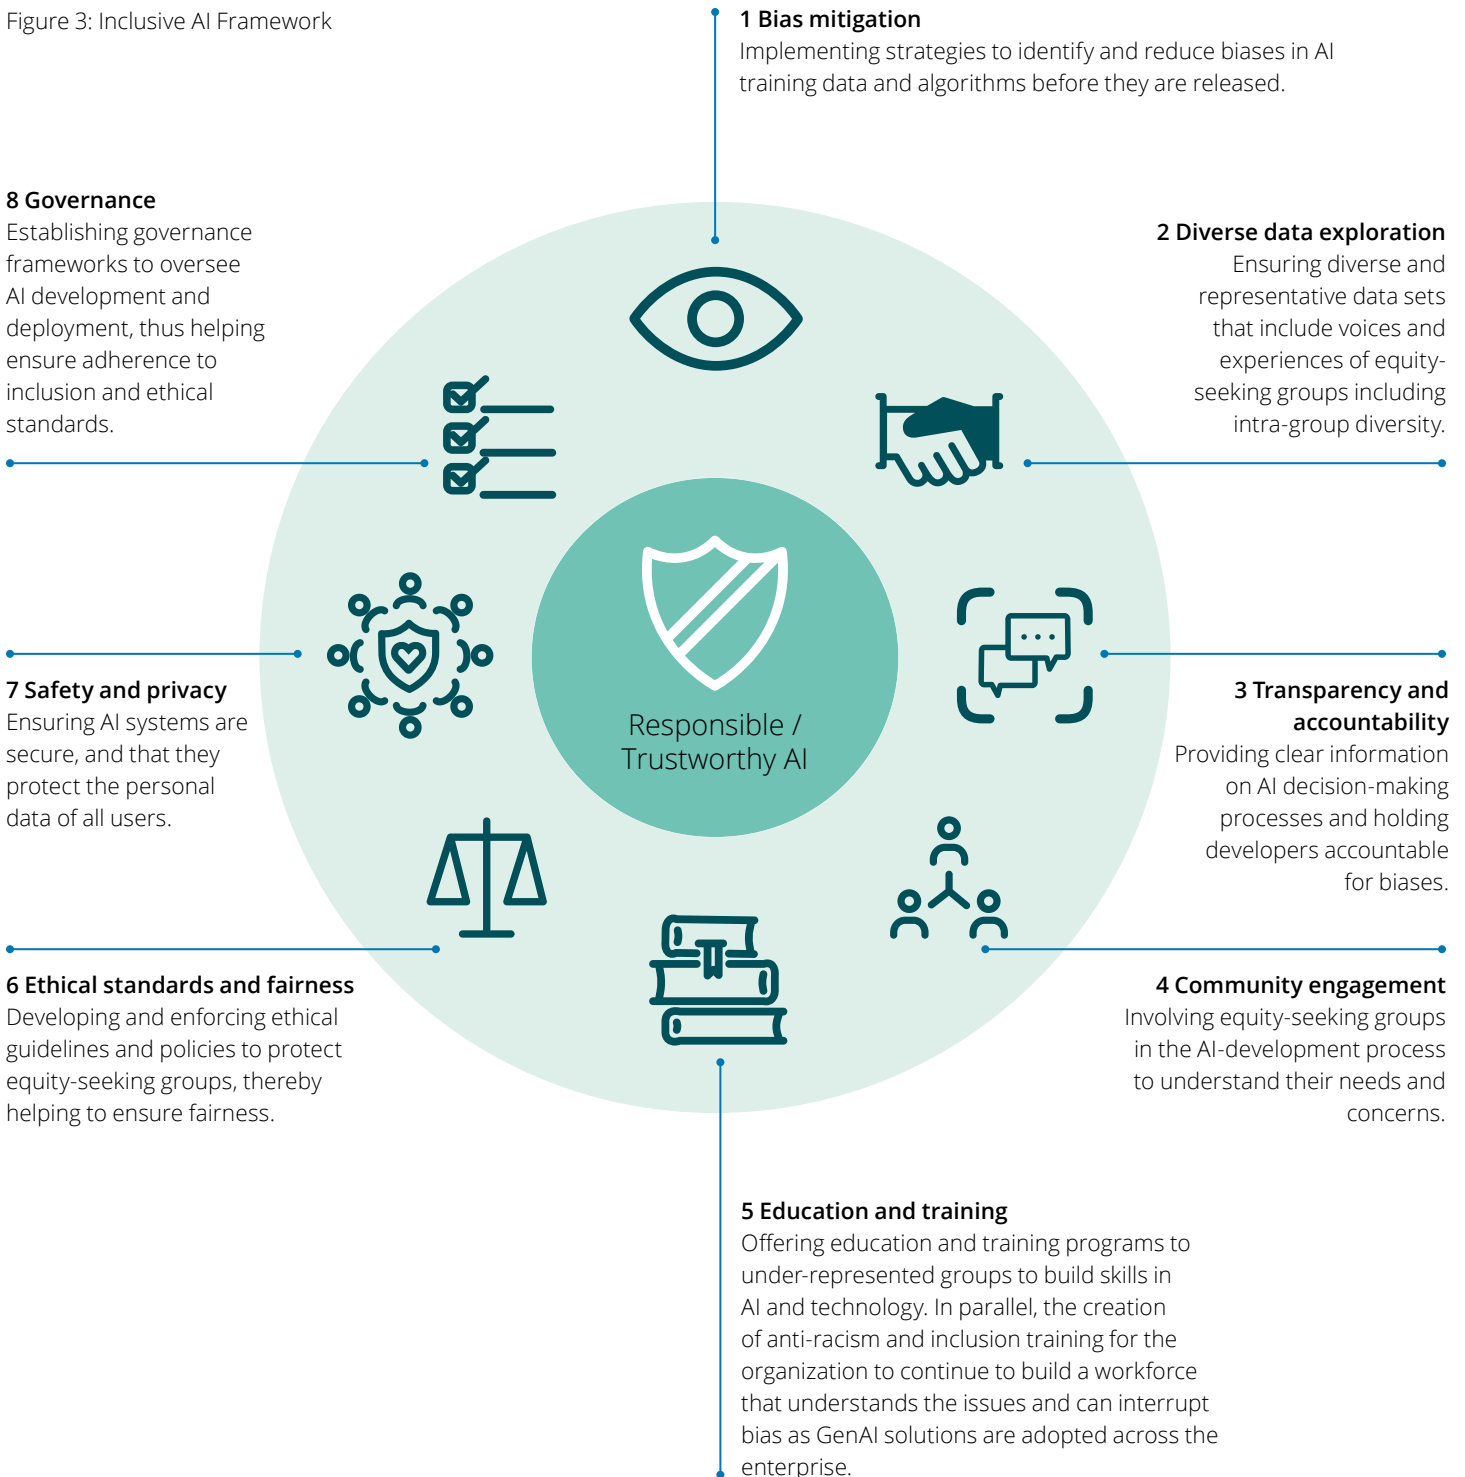 Figure 3: Inclusive AI Framework
1 Bias mitigation
Implementing strategies to identify and reduce biases in AI
training data and algorithms before they are released.
2 Diverse data exploration
Ensuring diverse and
representative data sets
that include voices and
experiences of equity-
seeking groups including
intra-group diversity.
3 Transparency and
accountability
Providing clear information
on AI decision-making
processes and holding
developers accountable
for biases.
4 Community engagement
Involving equity-seeking groups
in the AI-development process
to understand their needs and
concerns.
5 Education and training
Offering education and training programs to
under-represented groups to build skills in
AI and technology. In parallel, the creation
of anti-racism and inclusion training for the
organization to continue to build a workforce
that understands the issues and can interrupt
bias as GenAI solutions are adopted across the
enterprise.
6 Ethical standards and fairness
Developing and enforcing ethical
guidelines and policies to protect
equity-seeking groups, thereby
helping to ensure fairness.
7 Safety and privacy
Ensuring AI systems are
secure, and that they
protect the personal
data of all users.
8 Governance
Establishing governance
frameworks to oversee
AI development and
deployment, thus helping
ensure adherence to
inclusion and ethical
standards.
Responsible /
Trustworthy AI